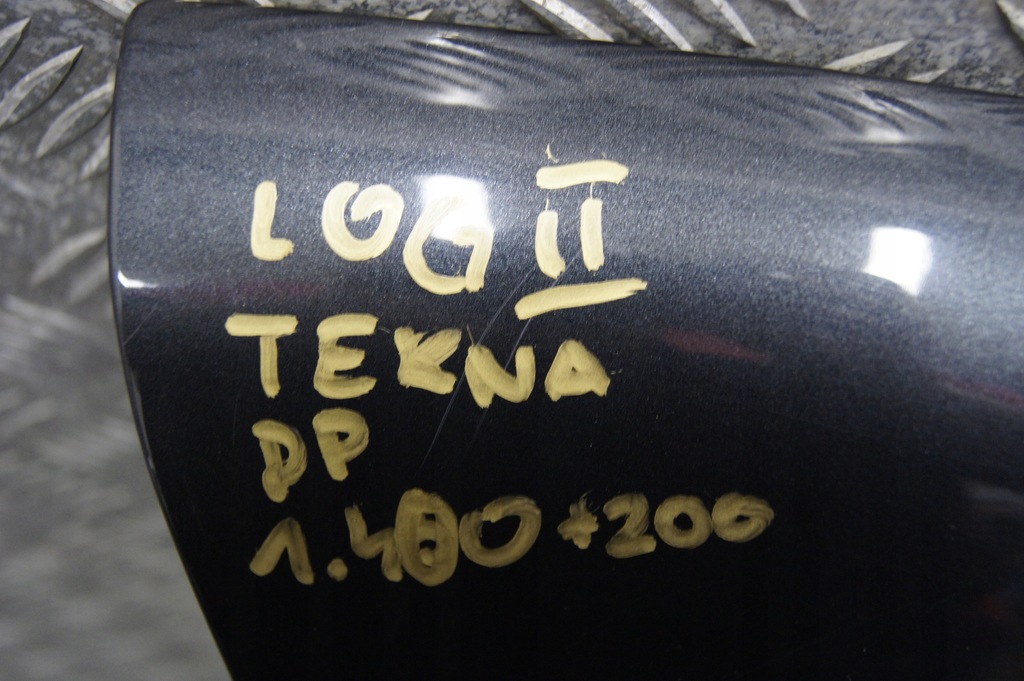 LOG II
TEKNA
DP
1.400 +200